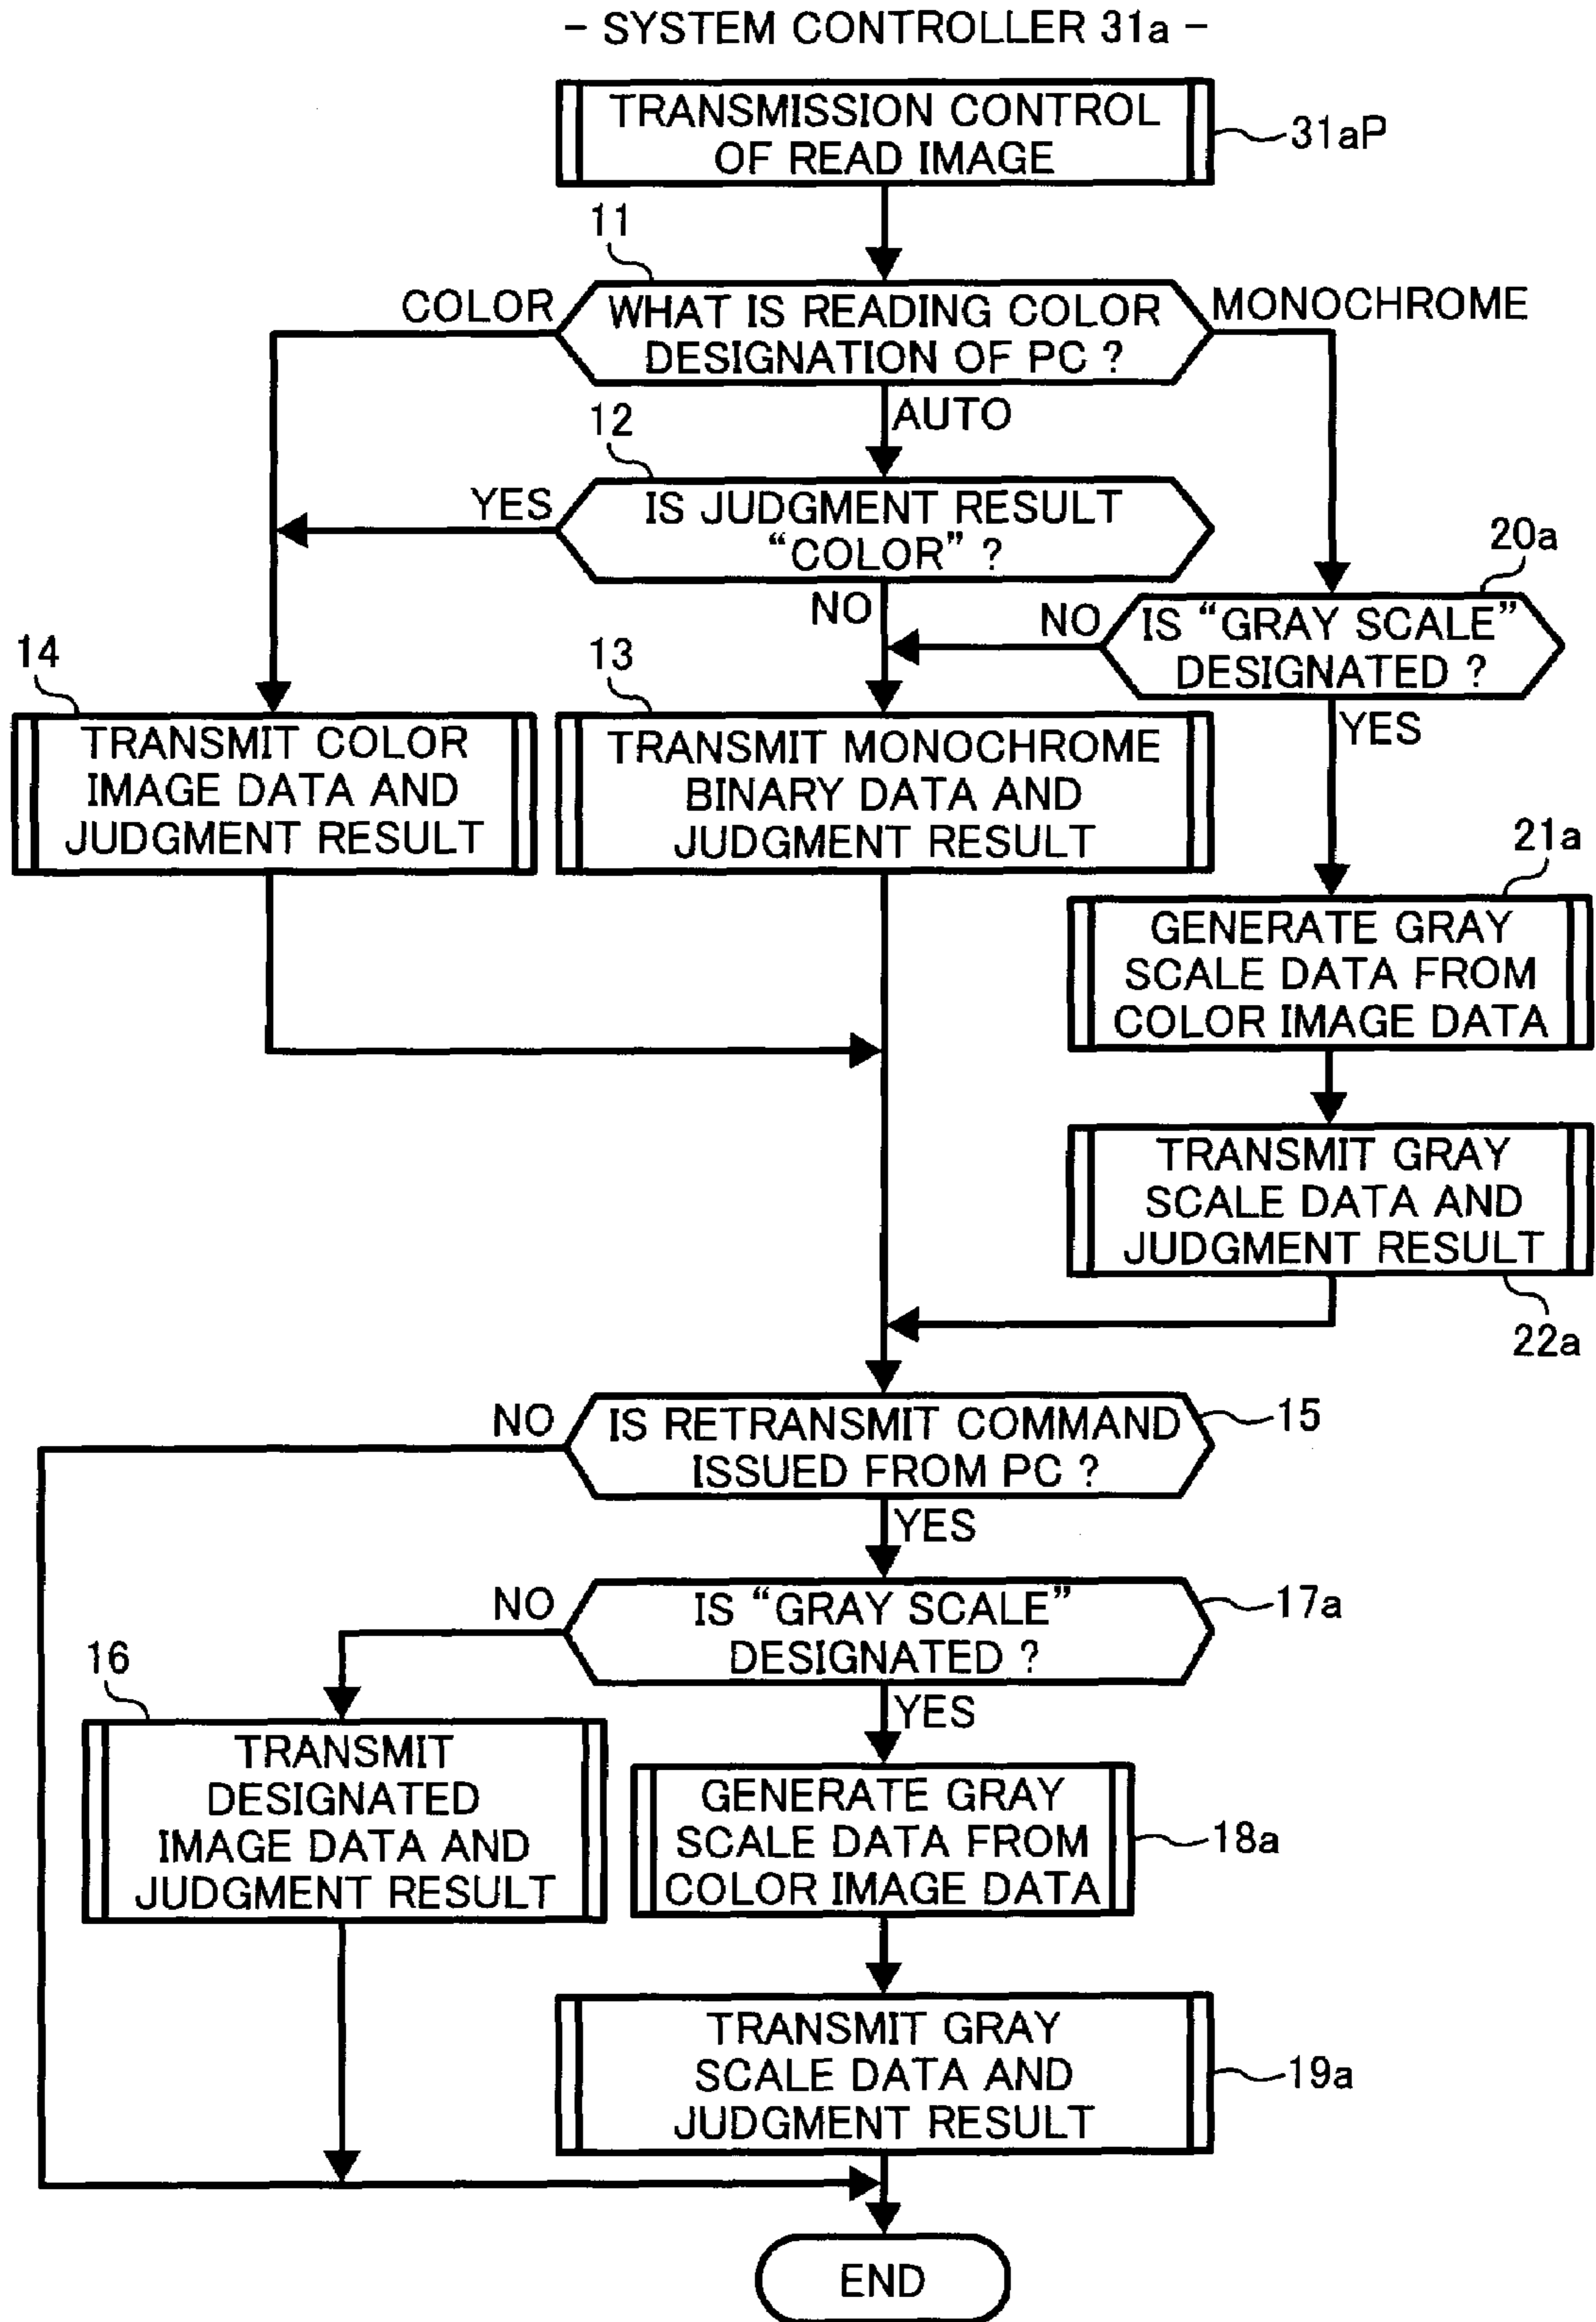 - SYSTEM CONTROLLER 31a -
TRANSMISSION CONTROL
OF READ IMAGE
31aP
11
COLOR
WHAT IS READING COLOR
DESIGNATION OF PC ?
MONOCHROME
AUTO
12
YES
IS JUDGMENT RESULT
“COLOR” ?
NO
20a
NO
IS “GRAY SCALE”
DESIGNATED ?
YES
14
TRANSMIT COLOR
IMAGE DATA AND
JUDGMENT RESULT
13
TRANSMIT MONOCHROME
BINARY DATA AND
JUDGMENT RESULT
21a
GENERATE GRAY
SCALE DATA FROM
COLOR IMAGE DATA
TRANSMIT GRAY
SCALE DATA AND
JUDGMENT RESULT
22a
NO
IS RETRANSMIT COMMAND
ISSUED FROM PC ?
15
YES
NO
IS “GRAY SCALE”
DESIGNATED ?
17a
YES
16
TRANSMIT
DESIGNATED
IMAGE DATA AND
JUDGMENT RESULT
GENERATE GRAY
SCALE DATA FROM
COLOR IMAGE DATA
18a
TRANSMIT GRAY
SCALE DATA AND
JUDGMENT RESULT
19a
END